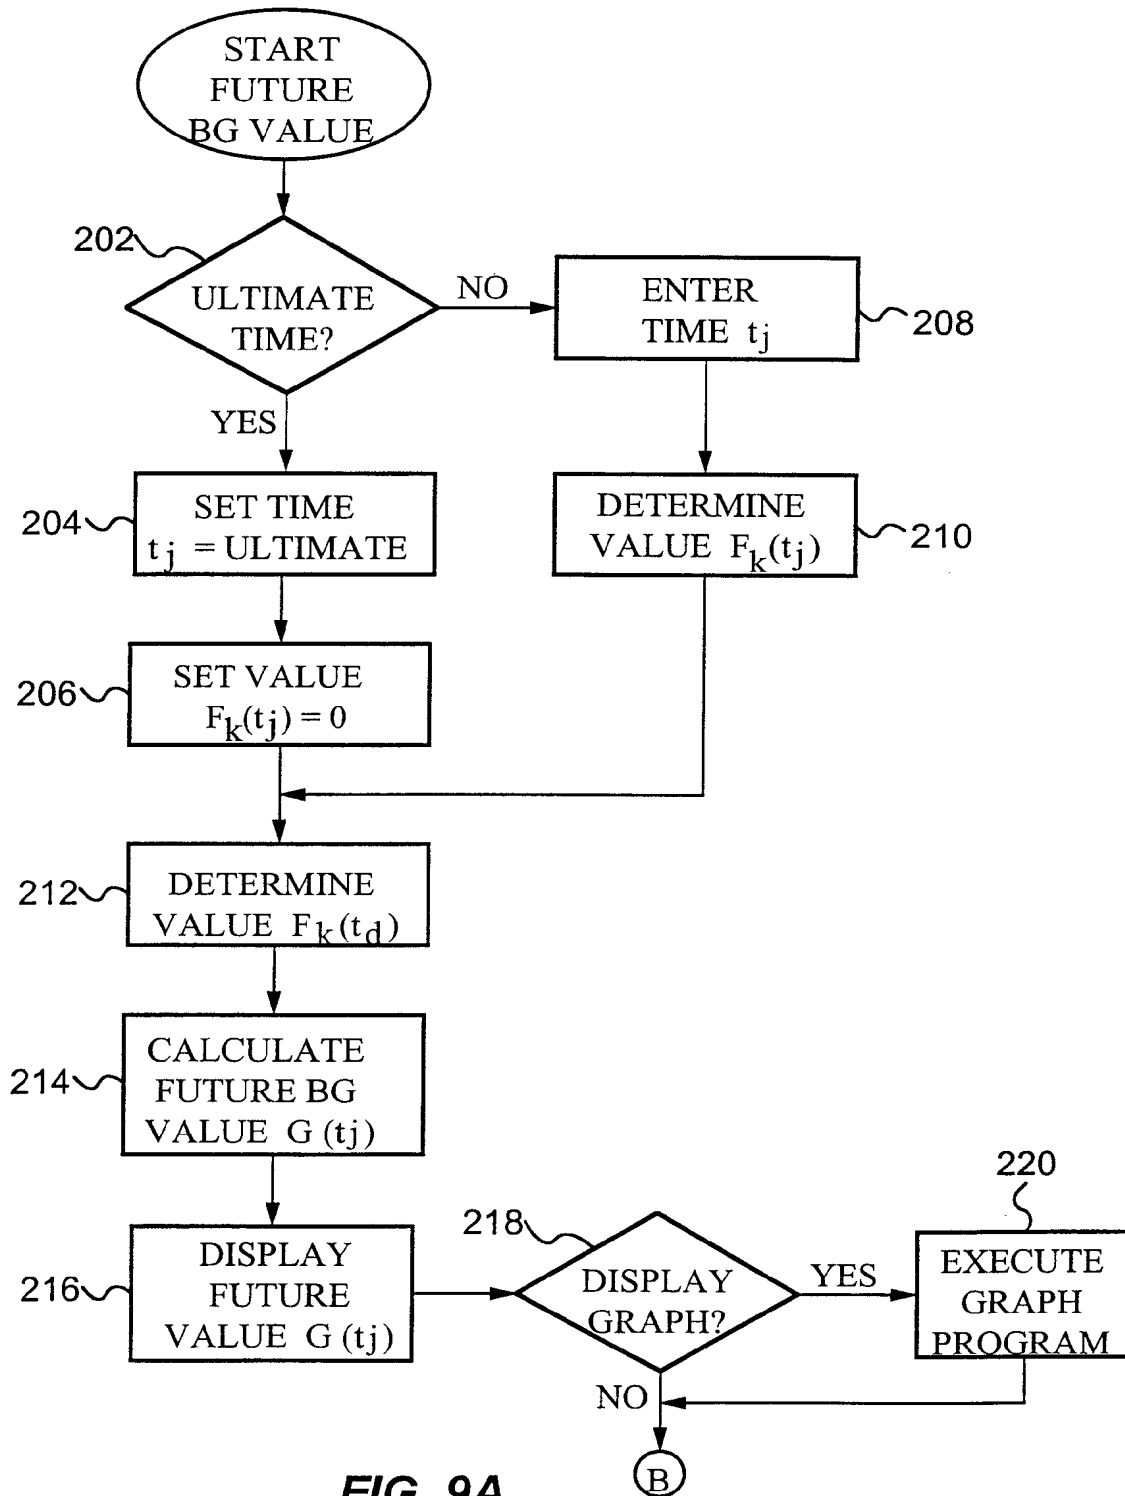 START
FUTURE
BG VALUE
202
ULTIMATE
TIME?
NO
ENTER
TIME tj
208
YES
204
SET TIME
tj = ULTIMATE
DETERMINE
VALUE Fk(tj)
210
206
SET VALUE
Fk(tj) = 0
212
DETERMINE
VALUE Fk(td)
214
CALCULATE
FUTURE BG
VALUE G (tj)
216
DISPLAY
FUTURE
VALUE G (tj)
218
DISPLAY
GRAPH?
YES
220
EXECUTE
GRAPH
PROGRAM
NO
B
FIG. 9A